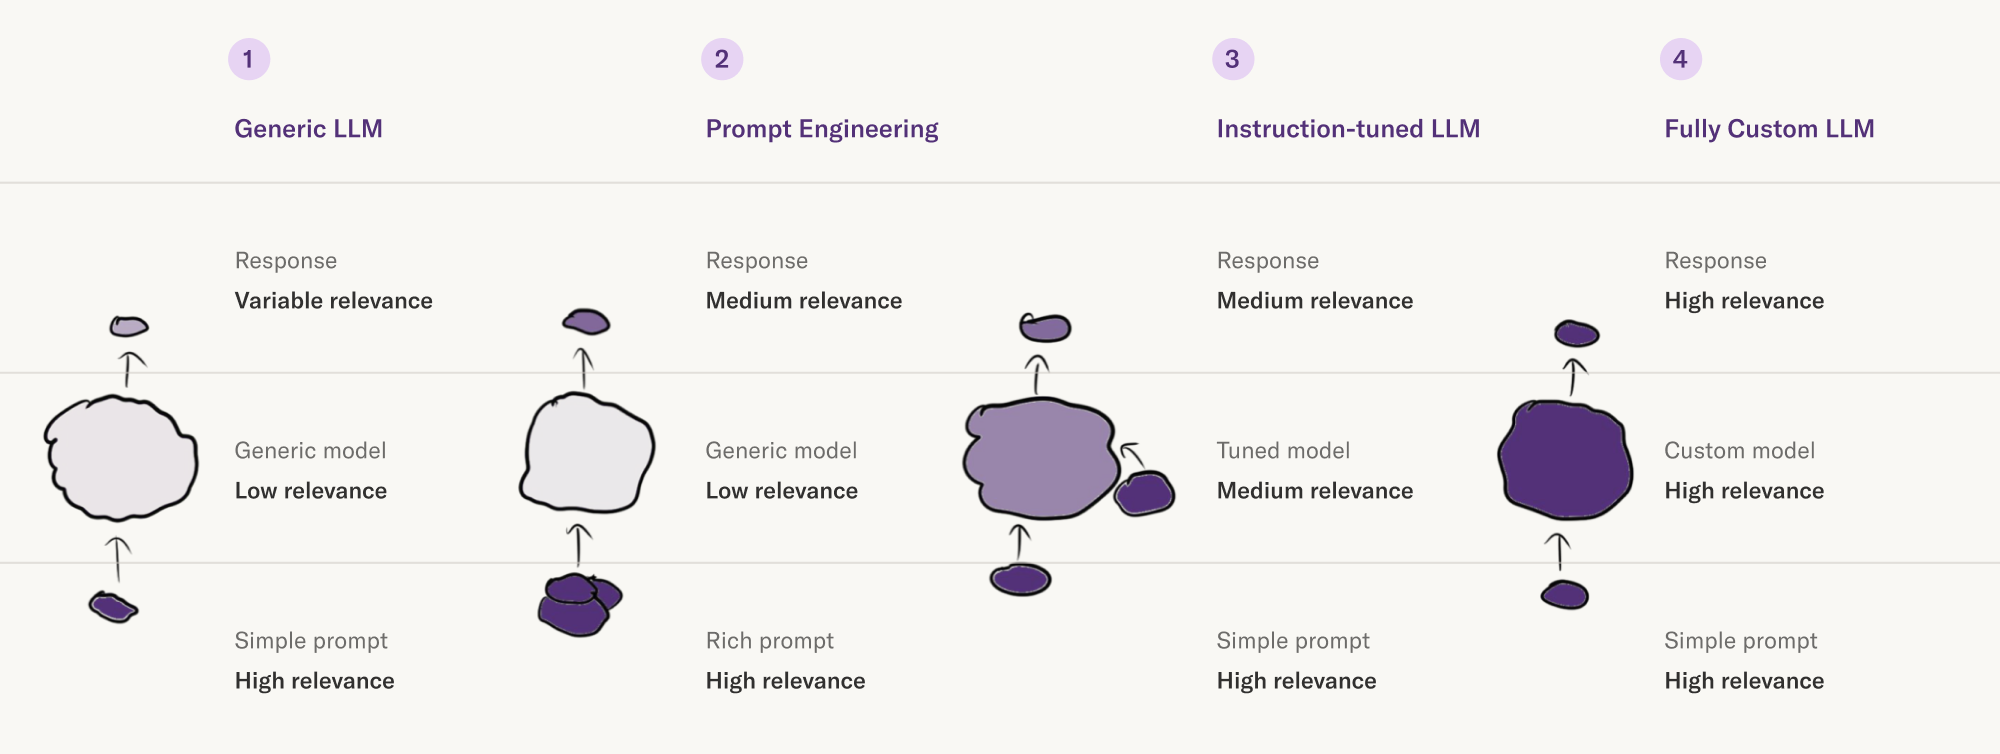 1
Generic LLM
Response
Variable relevance
Generic model
Low relevance
Simple prompt
High relevance
2
Prompt Engineering
Response
Medium relevance
Generic model
Low relevance
Rich prompt
High relevance
3
Instruction-tuned LLM
Response
Medium relevance
Tuned model
Medium relevance
Simple prompt
High relevance
4
Fully Custom LLM
Response
High relevance
Custom model
High relevance
Simple prompt
High relevance